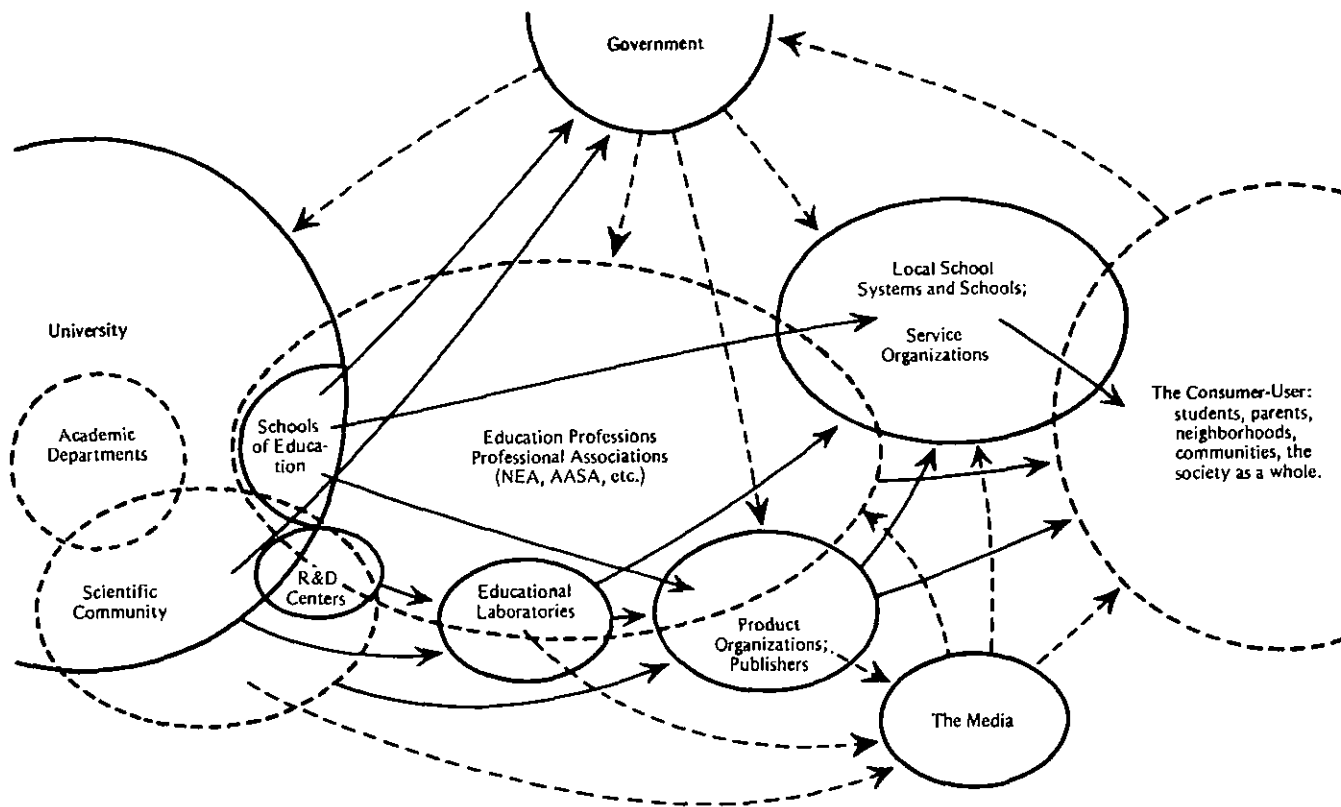 Government
University
Academic
Departments
Schools
of Educa-
tion
Scientific
Community
R&D
Centers
Education Professions
Professional Associations
(NEA, AASA, etc.)
Educational
Laboratories
Product
Organizations;
Publishers
Local School
Systems and Schools;
Service
Organizations
The Media
The Consumer-User:
students, parents,
neighborhoods,
communities, the
society as a whole.